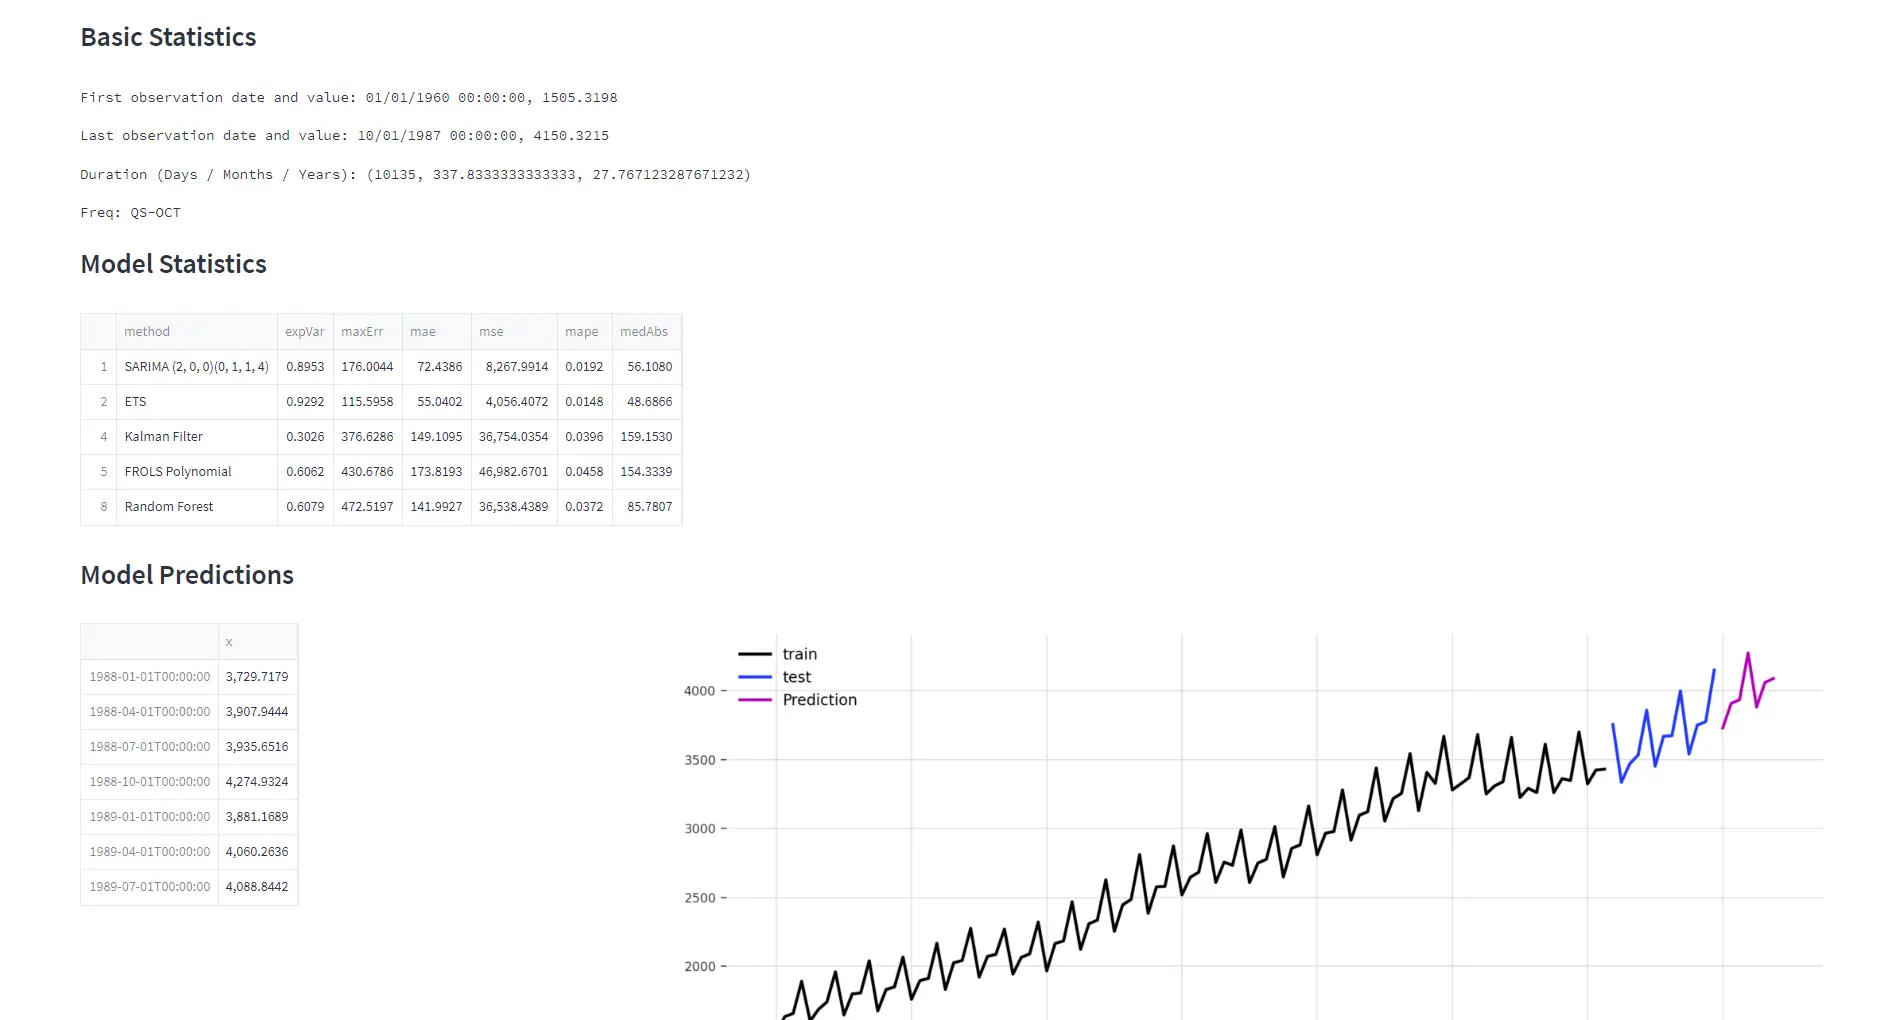 Basic Statistics
First observation date and value: 01/01/1960 00:00:00, 1505.3198
Last observation date and value: 10/01/1987 00:00:00, 4150.3215
Duration (Days / Months / Years): (10135, 337.8333333333333, 27.767123287671232)
Freq: QS-OCT
Model Statistics
method expVar maxErr mae mse mape medAbs
1 SARIMA (2, 0, 0)(0, 1, 1, 4) 0.8953 176.0044 72.4386 8,267.9914 0.0192 56.1080
2 ETS 0.9292 115.5958 55.0402 4,056.4072 0.0148 48.6866
4 Kalman Filter 0.3026 376.6286 149.1095 36,754.0354 0.0396 159.1530
5 FROLS Polynomial 0.6062 430.6786 173.8193 46,982.6701 0.0458 154.3339
8 Random Forest 0.6079 472.5197 141.9927 36,538.4389 0.0372 85.7807
Model Predictions
x
1988-01-01T00:00:00 3,729.7179
1988-04-01T00:00:00 3,907.9444
1988-07-01T00:00:00 3,935.6516
1988-10-01T00:00:00 4,274.9324
1989-01-01T00:00:00 3,881.1689
1989-04-01T00:00:00 4,060.2636
1989-07-01T00:00:00 4,088.8442
train
test
Prediction
4000
3500
3000
2500
2000